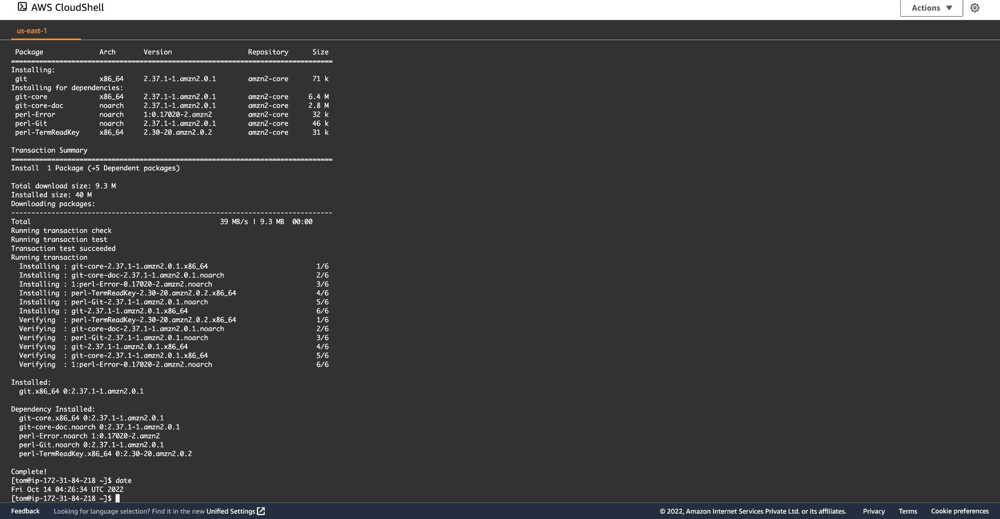 AWS CloudShell
Actions ▼
us-east-1
 Package              Arch       Version                   Repository      Size
================================================================================
Installing:
 git                  x86_64     2.37.1-1.amzn2.0.1        amzn2-core      71 k
Installing for dependencies:
 git-core             x86_64     2.37.1-1.amzn2.0.1        amzn2-core     6.4 M
 git-core-doc         noarch     2.37.1-1.amzn2.0.1        amzn2-core     2.8 M
 perl-Error           noarch     1:0.17020-2.amzn2         amzn2-core      32 k
 perl-Git             noarch     2.37.1-1.amzn2.0.1        amzn2-core      46 k
 perl-TermReadKey     x86_64     2.30-20.amzn2.0.2         amzn2-core      31 k

Transaction Summary
================================================================================
Install  1 Package (+5 Dependent packages)

Total download size: 9.3 M
Installed size: 40 M
Downloading packages:
--------------------------------------------------------------------------------
Total                                               39 MB/s | 9.3 MB  00:00
Running transaction check
Running transaction test
Transaction test succeeded
Running transaction
  Installing : git-core-2.37.1-1.amzn2.0.1.x86_64                           1/6
  Installing : git-core-doc-2.37.1-1.amzn2.0.1.noarch                       2/6
  Installing : 1:perl-Error-0.17020-2.amzn2.noarch                          3/6
  Installing : perl-TermReadKey-2.30-20.amzn2.0.2.x86_64                    4/6
  Installing : perl-Git-2.37.1-1.amzn2.0.1.noarch                           5/6
  Installing : git-2.37.1-1.amzn2.0.1.x86_64                                6/6
  Verifying  : perl-TermReadKey-2.30-20.amzn2.0.2.x86_64                    1/6
  Verifying  : git-core-doc-2.37.1-1.amzn2.0.1.noarch                       2/6
  Verifying  : perl-Git-2.37.1-1.amzn2.0.1.noarch                           3/6
  Verifying  : git-2.37.1-1.amzn2.0.1.x86_64                                4/6
  Verifying  : git-core-2.37.1-1.amzn2.0.1.x86_64                           5/6
  Verifying  : 1:perl-Error-0.17020-2.amzn2.noarch                          6/6

Installed:
  git.x86_64 0:2.37.1-1.amzn2.0.1

Dependency Installed:
  git-core.x86_64 0:2.37.1-1.amzn2.0.1
  git-core-doc.noarch 0:2.37.1-1.amzn2.0.1
  perl-Error.noarch 1:0.17020-2.amzn2
  perl-Git.noarch 0:2.37.1-1.amzn2.0.1
  perl-TermReadKey.x86_64 0:2.30-20.amzn2.0.2

Complete!
[tom@ip-172-31-84-218 ~]$ date
Fri Oct 14 04:26:34 UTC 2022
[tom@ip-172-31-84-218 ~]$
Feedback Looking for language selection? Find it in the new Unified Settings © 2022, Amazon Internet Services Private Ltd. or its affiliates. Privacy Terms Cookie preferences